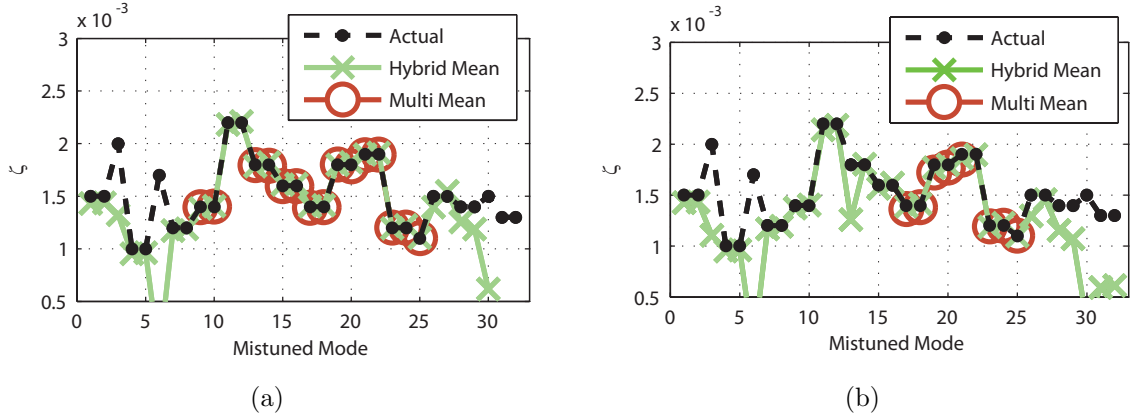 x 10⁻³
3
2.5
2
1.5
1
0.5
ζ
0 5 10 15 20 25 30
Mistuned Mode
Actual
Hybrid Mean
Multi Mean
(a)
x 10⁻³
3
2.5
2
1.5
1
0.5
ζ
0 5 10 15 20 25 30
Mistuned Mode
Actual
Hybrid Mean
Multi Mean
(b)